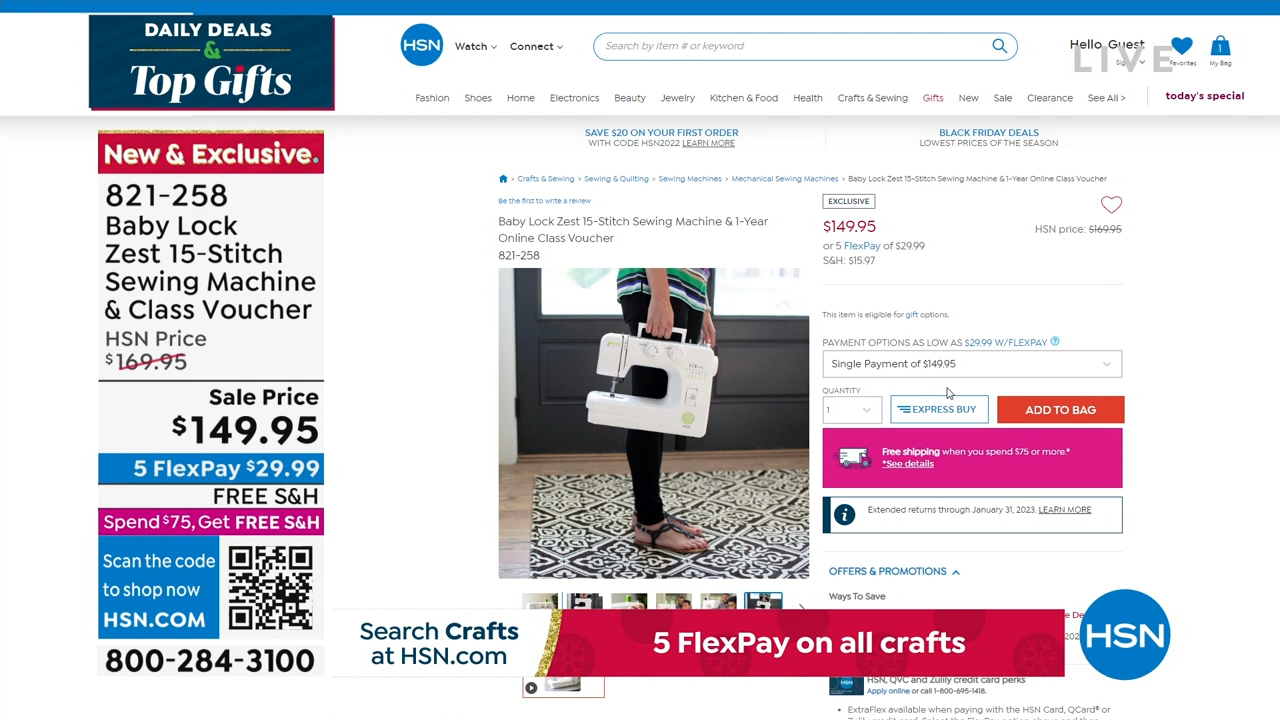 DAILY DEALS
&
Top Gifts
HSN
Watch
Connect
Search by item # or keyword
Hello, Guest
LIVE
Favorites
1
My Bag
Fashion Shoes Home Electronics Beauty Jewelry Kitchen & Food Health Crafts & Sewing Gifts New Sale Clearance See All >
today's special
SAVE $20 ON YOUR FIRST ORDER
WITH CODE HSN2022 LEARN MORE
BLACK FRIDAY DEALS
LOWEST PRICES OF THE SEASON
New & Exclusive.
821-258
Baby Lock
Zest 15-Stitch
Sewing Machine
& Class Voucher
HSN Price
$169.95
Sale Price
$149.95
5 FlexPay $29.99
FREE S&H
Spend $75, Get FREE S&H
Scan the code
to shop now
HSN.COM
800-284-3100
> Crafts & Sewing > Sewing & Quilting > Sewing Machines > Mechanical Sewing Machines > Baby Lock Zest 15-Stitch Sewing Machine & 1-Year Online Class Voucher
Be the first to write a review
Baby Lock Zest 15-Stitch Sewing Machine & 1-Year
Online Class Voucher
821-258
EXCLUSIVE
$149.95
HSN price: $169.95
or 5 FlexPay of $29.99
S&H: $15.97
This item is eligible for gift options.
PAYMENT OPTIONS AS LOW AS $29.99 W/FLEXPAY
Single Payment of $149.95
QUANTITY
1
EXPRESS BUY
ADD TO BAG
Free shipping when you spend $75 or more.*
*See details
Extended returns through January 31, 2023. LEARN MORE
OFFERS & PROMOTIONS
Ways To Save
Search Crafts
at HSN.com
5 FlexPay on all crafts
HSN
HSN, QVC and Zulily credit card perks
Apply online or call 1-800-695-1418.
ExtraFlex available when paying with the HSN Card, QCard® or